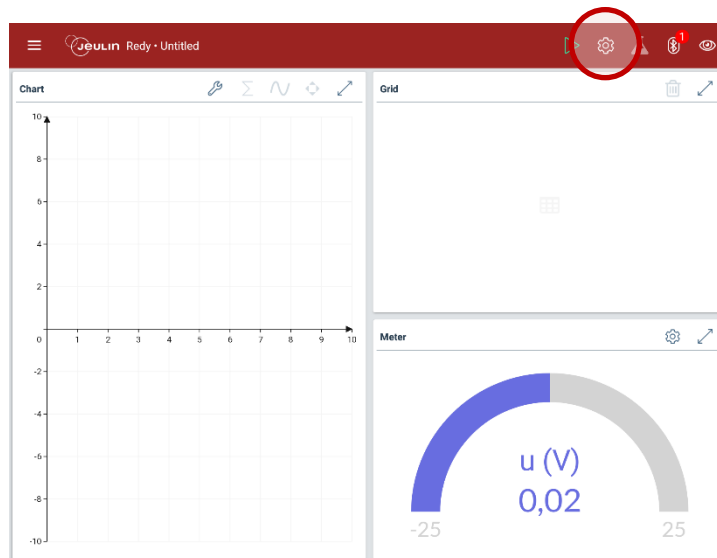 Jeulin Redy • Untitled
1
Chart
Grid
10
8
6
4
2
0 1 2 3 4 5 6 7 8 9 10
-2
-4
-6
-8
-10
Meter
u (V)
0,02
-25 25